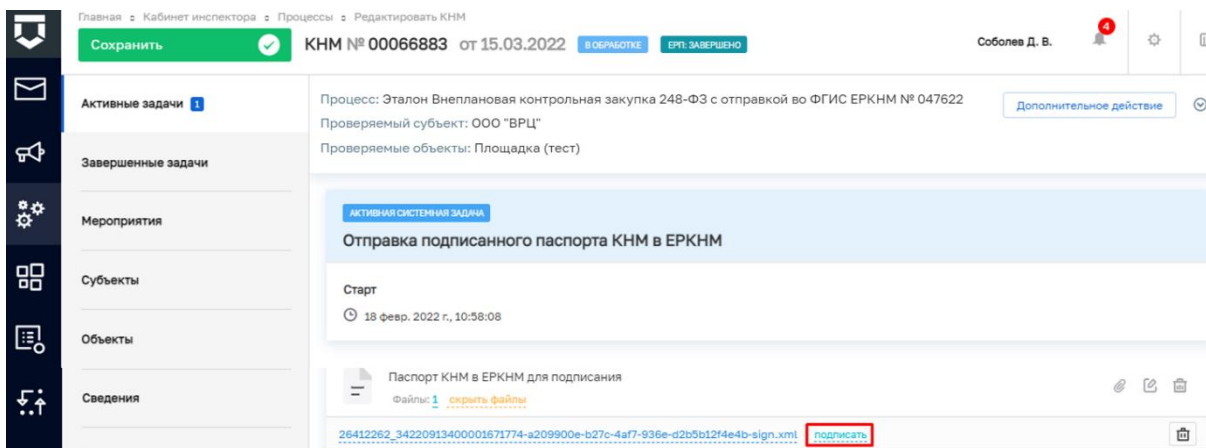 Главная : Кабинет инспектора : Процессы : Редактировать КНМ
Сохранить
КНМ № 00066883 от 15.03.2022 В ОБРАБОТКЕ ЕРП: ЗАВЕРШЕНО
Соболев Д. В.
4
Активные задачи 1
Завершенные задачи
Мероприятия
Субъекты
Объекты
Сведения
Процесс: Эталон Внеплановая контрольная закупка 248-ФЗ с отправкой во ФГИС ЕРКНМ № 047622
Проверяемый субъект: ООО "ВРЦ"
Проверяемые объекты: Площадка (тест)
Дополнительное действие
АКТИВНАЯ СИСТЕМНАЯ ЗАДАЧА
Отправка подписанного паспорта КНМ в ЕРКНМ
Старт
18 февр. 2022 г., 10:58:08
Паспорт КНМ в ЕРКНМ для подписания
Файлы: 1 скрыть файлы
26412262_34220913400001671774-a209900e-b27c-4af7-936e-d2b5b12f4e4b-sign.xml подписать